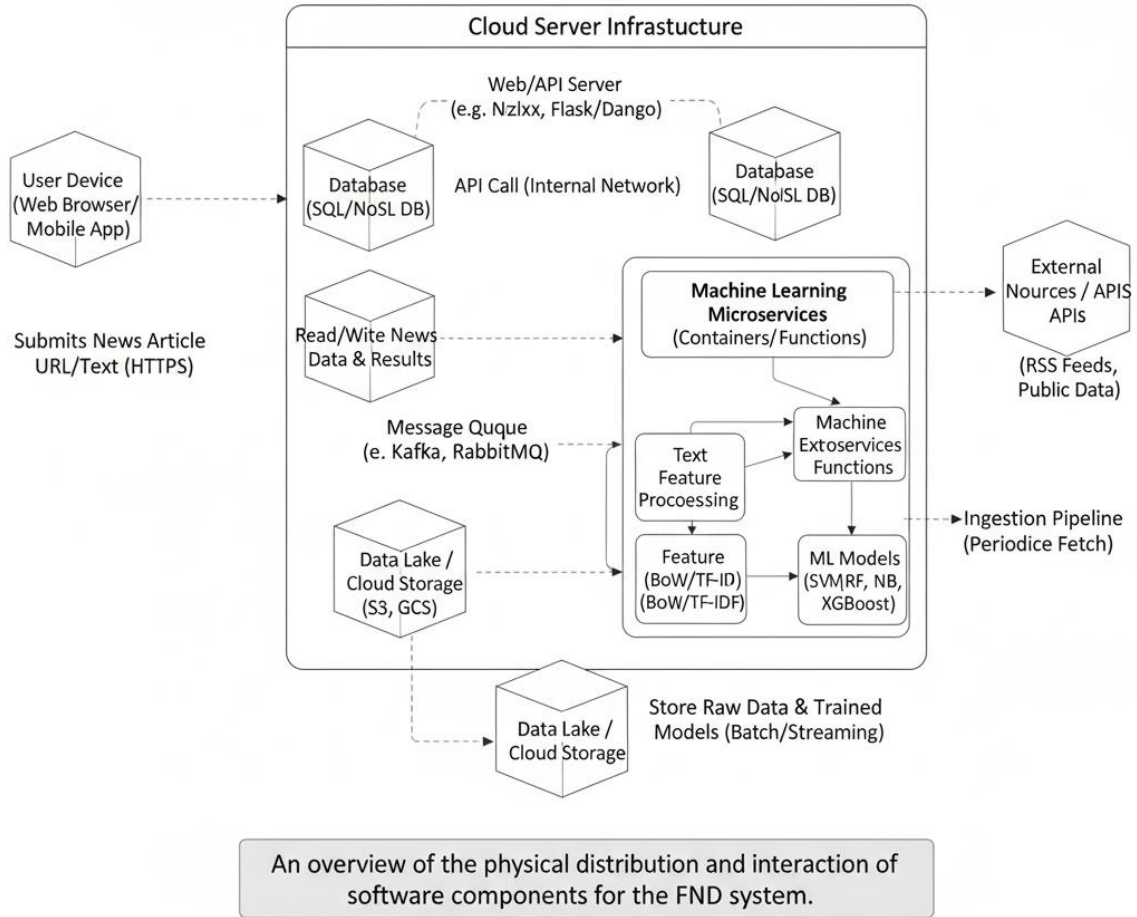 Cloud Server Infrastucture
Web/API Server
(e.g. Nzlxx, Flask/Dango)
User Device
(Web Browser/
Mobile App)
Database
(SQL/NoSL DB)
API Call (Internal Network)
Database
(SQL/NoISL DB)
Submits News Article
URL/Text (HTTPS)
Read/Wite News
Data & Results
Machine Learning
Microservices
(Containers/Functions)
External
Nources / APIS
APIs
(RSS Feeds,
Public Data)
Message Quque
(e. Kafka, RabbitMQ)
Text
Feature
Procoessing
Machine
Extoservices
Functions
Data Lake /
Cloud Storage
(S3, GCS)
Feature
(BoW/TF-ID)
(BoW/TF-IDF)
ML Models
(SVM,RF, NB,
XGBoost)
Ingestion Pipeline
(Periodice Fetch)
Data Lake /
Cloud Storage
Store Raw Data & Trained
Models (Batch/Streaming)
An overview of the physical distribution and interaction of
software components for the FND system.